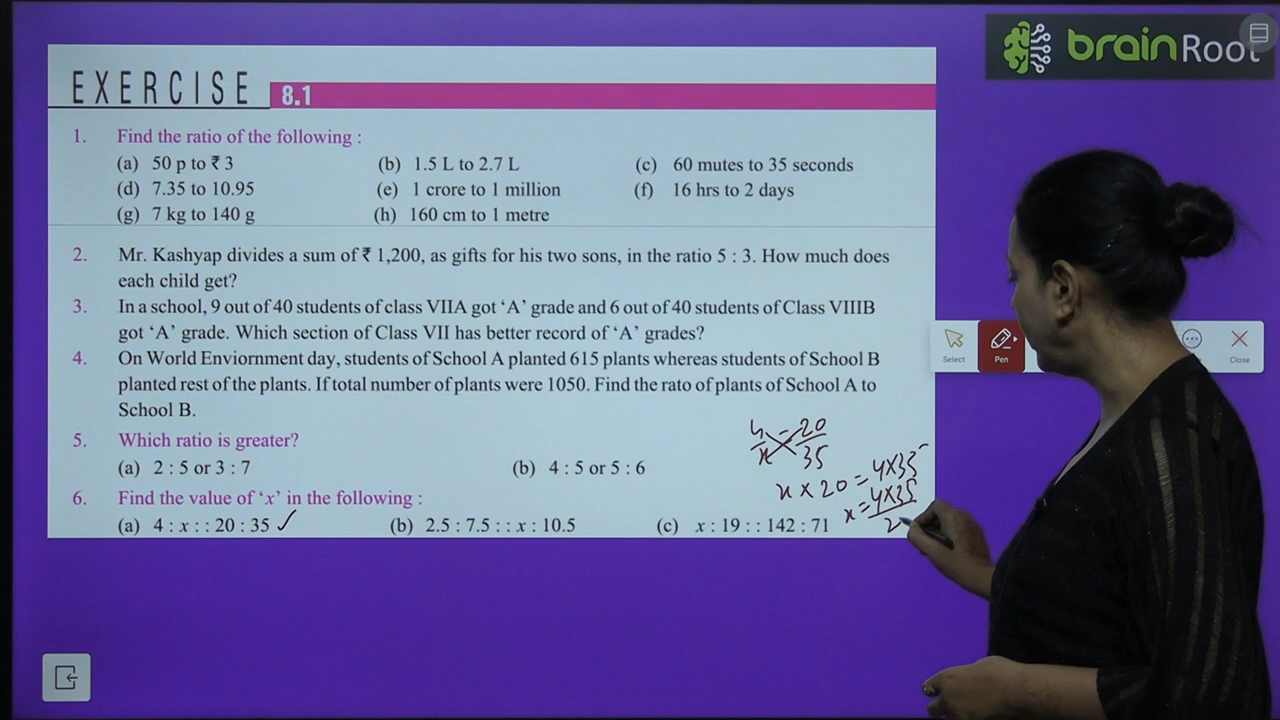 brainRoot
EXERCISE 8.1
1. Find the ratio of the following :
(a) 50 p to ₹ 3 (b) 1.5 L to 2.7 L (c) 60 mutes to 35 seconds
(d) 7.35 to 10.95 (e) 1 crore to 1 million (f) 16 hrs to 2 days
(g) 7 kg to 140 g (h) 160 cm to 1 metre
2. Mr. Kashyap divides a sum of ₹ 1,200, as gifts for his two sons, in the ratio 5 : 3. How much does
each child get?
3. In a school, 9 out of 40 students of class VIIA got ‘A’ grade and 6 out of 40 students of Class VIIIB
got ‘A’ grade. Which section of Class VII has better record of ‘A’ grades?
4. On World Enviornment day, students of School A planted 615 plants whereas students of School B
planted rest of the plants. If total number of plants were 1050. Find the rato of plants of School A to
School B.
5. Which ratio is greater?
(a) 2 : 5 or 3 : 7 (b) 4 : 5 or 5 : 6
6. Find the value of ‘x’ in the following :
(a) 4 : x : : 20 : 35 ✓ (b) 2.5 : 7.5 : : x : 10.5 (c) x : 19 : : 142 : 71
4/x = 20/35
x × 20 = 4×35
x = 4×35
2
Select
Pen
Close